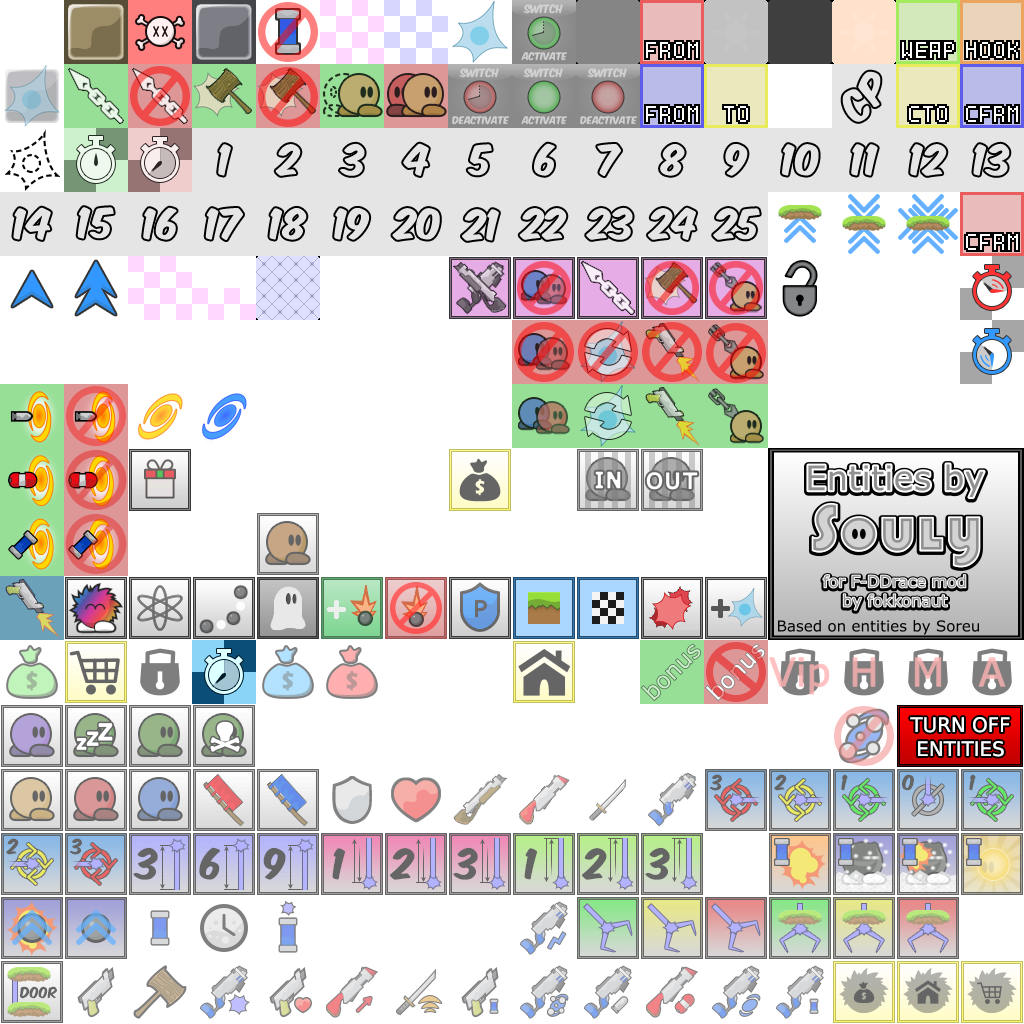 SWITCH
ACTIVATE
FROM
WEAP
HOOK
SWITCH
DEACTIVATE
SWITCH
ACTIVATE
SWITCH
DEACTIVATE
FROM
TO
CP
CTO
CFRM
1 2 3 4 5 6 7 8 9 10 11 12 13
14 15 16 17 18 19 20 21 22 23 24 25
CFRM
$
IN
OUT
Entities by
SOULY
for F-DDrace mod
by fokkonaut
Based on entities by Soreu
P
+
+
$
$
$
bonus
bonus
Vip
H
M
A
zzz
TURN OFF
ENTITIES
3 2 1 0 1
2 3 3 6 9 1 2 3 1 2 3
DOOR
$